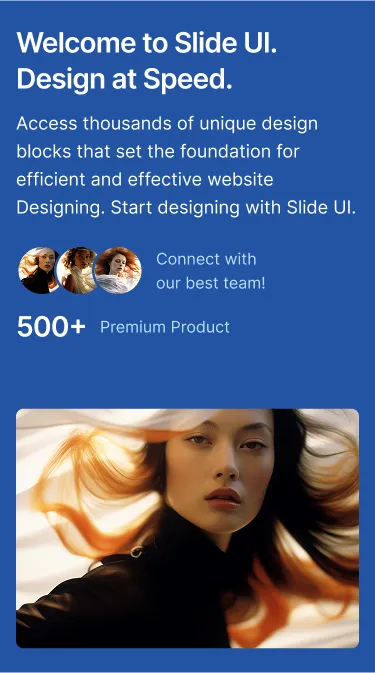 Welcome to Slide UI.
Design at Speed.
Access thousands of unique design
blocks that set the foundation for
efficient and effective website
Designing. Start designing with Slide UI.
Connect with
our best team!
500+ Premium Product